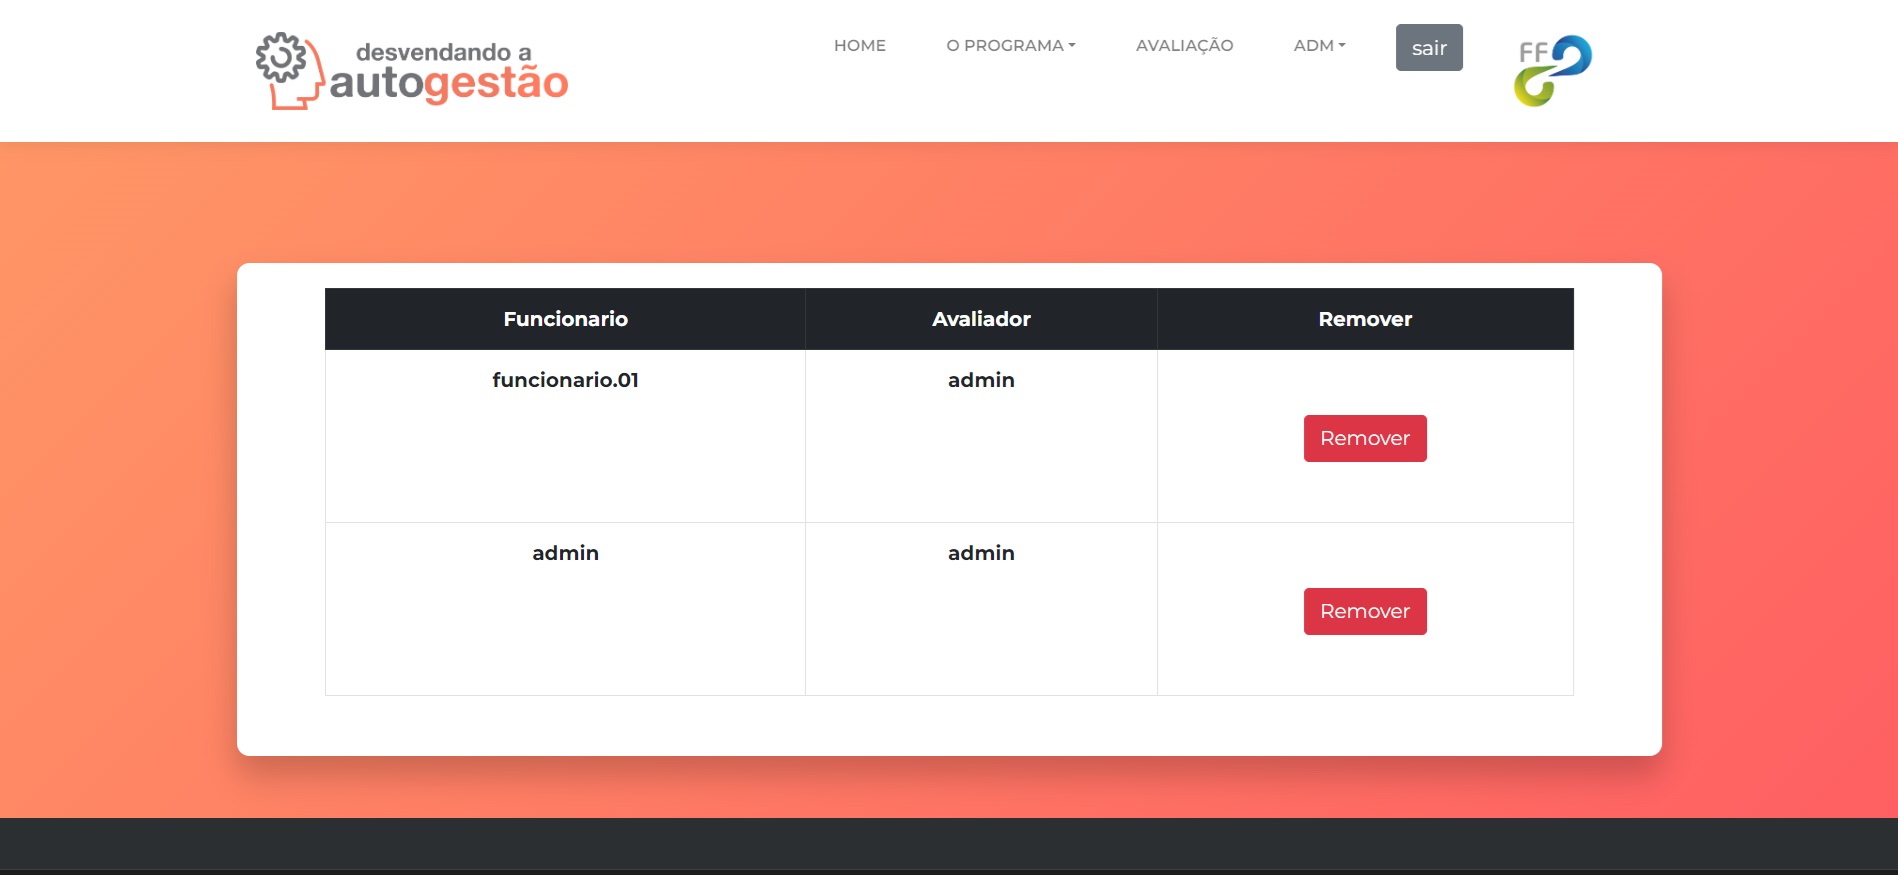 desvendando a
autogestão
HOME
O PROGRAMA
AVALIAÇÃO
ADM
sair
FF
Funcionario Avaliador Remover
funcionario.01 admin
Remover
admin admin
Remover